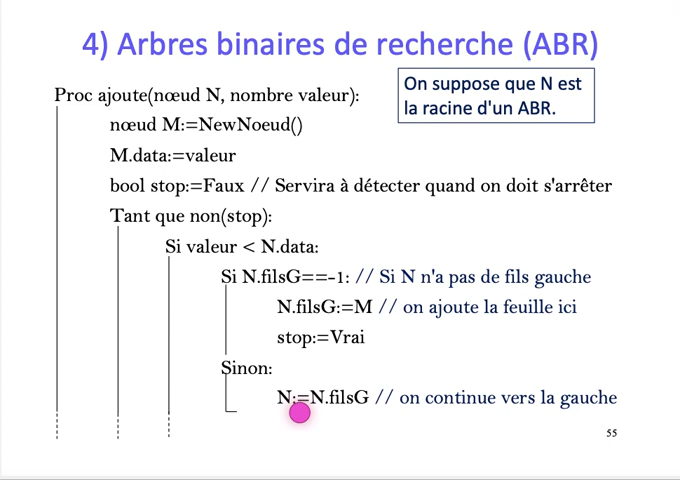 4) Arbres binaires de recherche (ABR)
On suppose que N est
la racine d'un ABR.
Proc ajoute(nœud N, nombre valeur):
nœud M:=NewNoeud()
M.data:=valeur
bool stop:=Faux // Servira à détecter quand on doit s'arrêter
Tant que non(stop):
Si valeur < N.data:
Si N.filsG==-1: // Si N n'a pas de fils gauche
N.filsG:=M // on ajoute la feuille ici
stop:=Vrai
Sinon:
N:=N.filsG // on continue vers la gauche
55